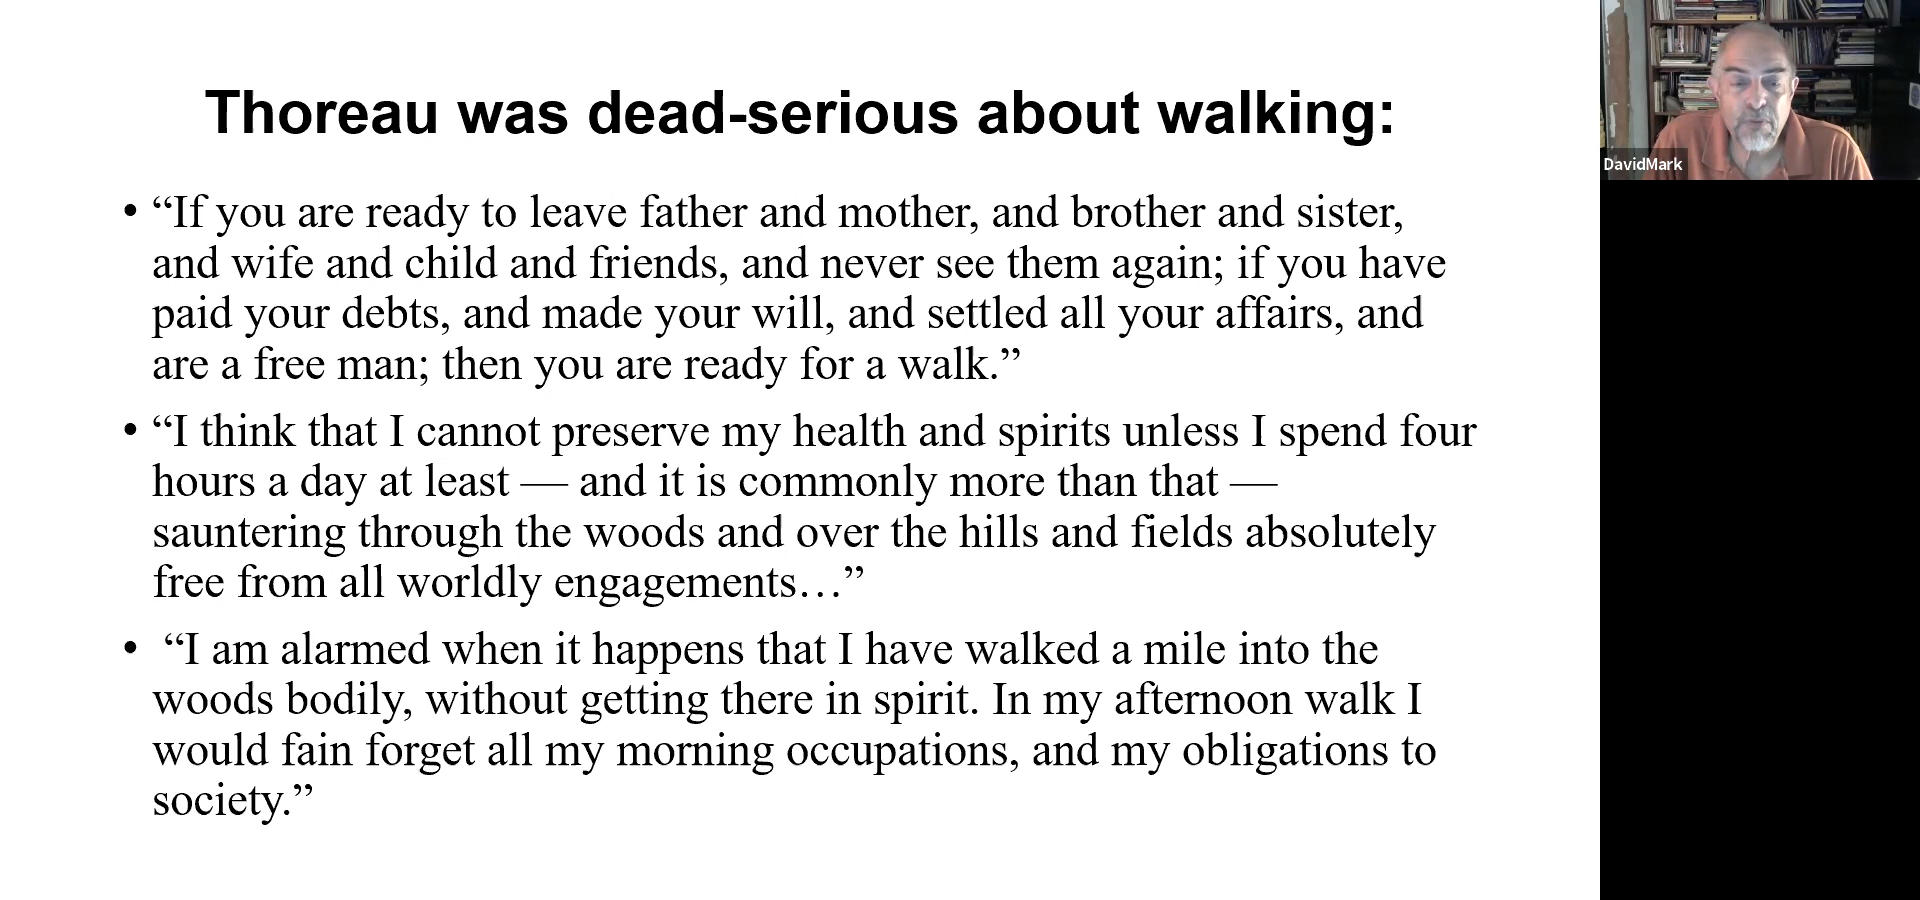 Thoreau was dead-serious about walking:
• “If you are ready to leave father and mother, and brother and sister,
and wife and child and friends, and never see them again; if you have
paid your debts, and made your will, and settled all your affairs, and
are a free man; then you are ready for a walk.”
• “I think that I cannot preserve my health and spirits unless I spend four
hours a day at least — and it is commonly more than that —
sauntering through the woods and over the hills and fields absolutely
free from all worldly engagements…”
• “I am alarmed when it happens that I have walked a mile into the
woods bodily, without getting there in spirit. In my afternoon walk I
would fain forget all my morning occupations, and my obligations to
society.”
DavidMark